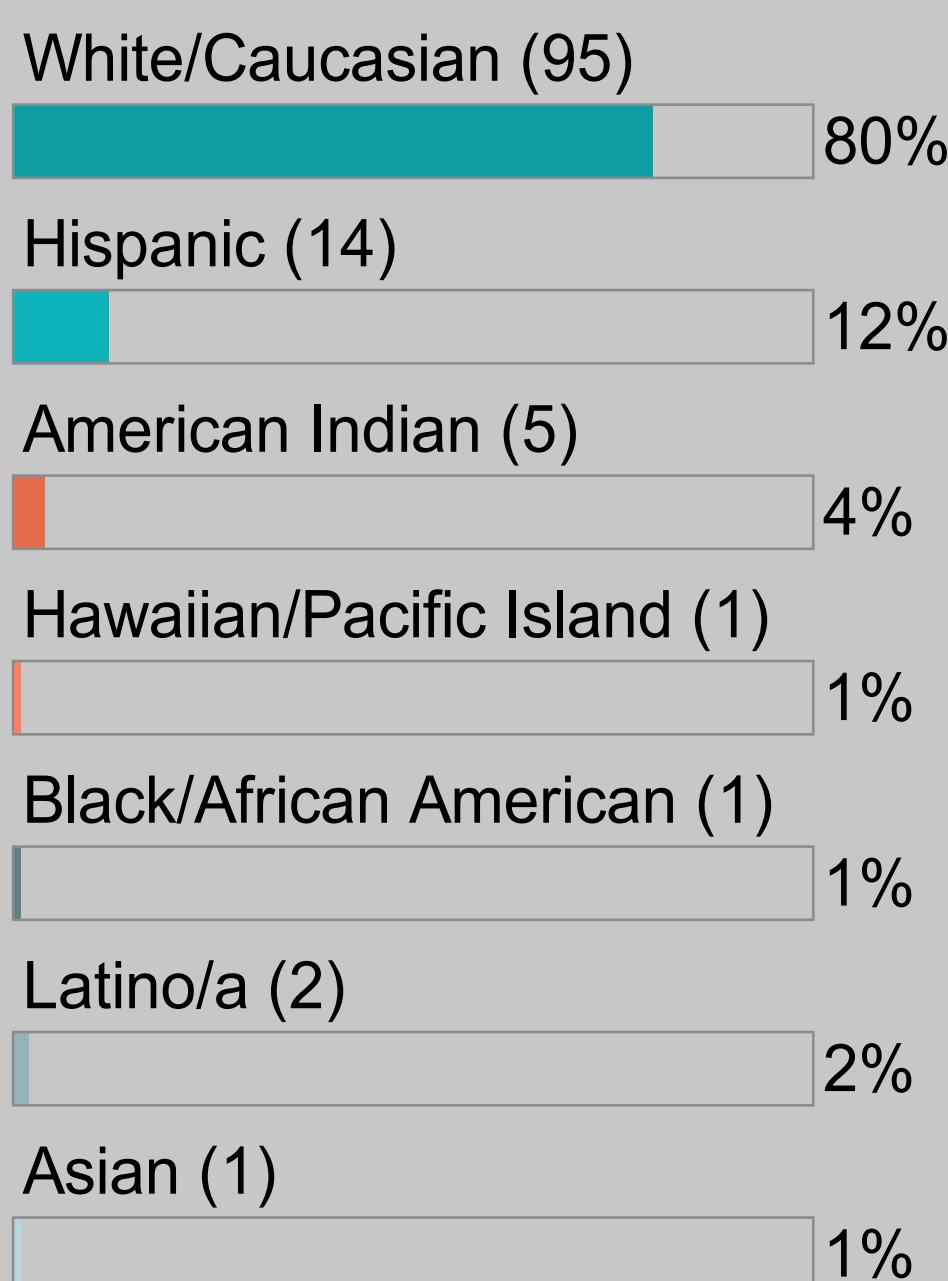 White/Caucasian (95)
80%
Hispanic (14)
12%
American Indian (5)
4%
Hawaiian/Pacific Island (1)
1%
Black/African American (1)
1%
Latino/a (2)
2%
Asian (1)
1%